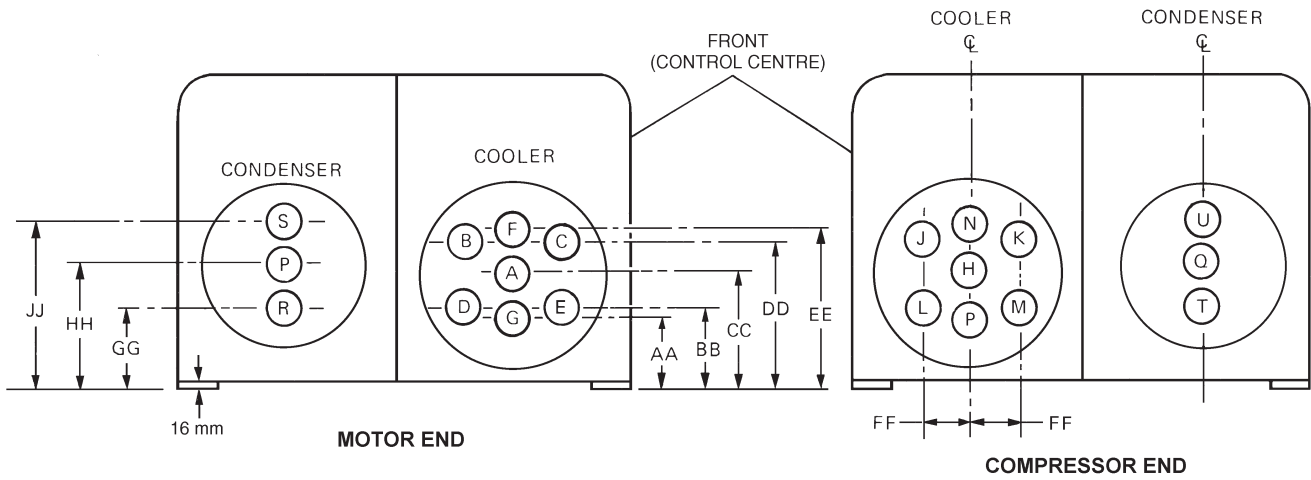 COOLER
CONDENSER
℄
℄
FRONT
(CONTROL CENTRE)
CONDENSER
COOLER
S
P
R
B
F
C
A
D
G
E
J
N
K
H
L
P
M
U
Q
T
JJ
HH
GG
AA
BB
CC
DD
EE
16 mm
FF
FF
MOTOR END
COMPRESSOR END